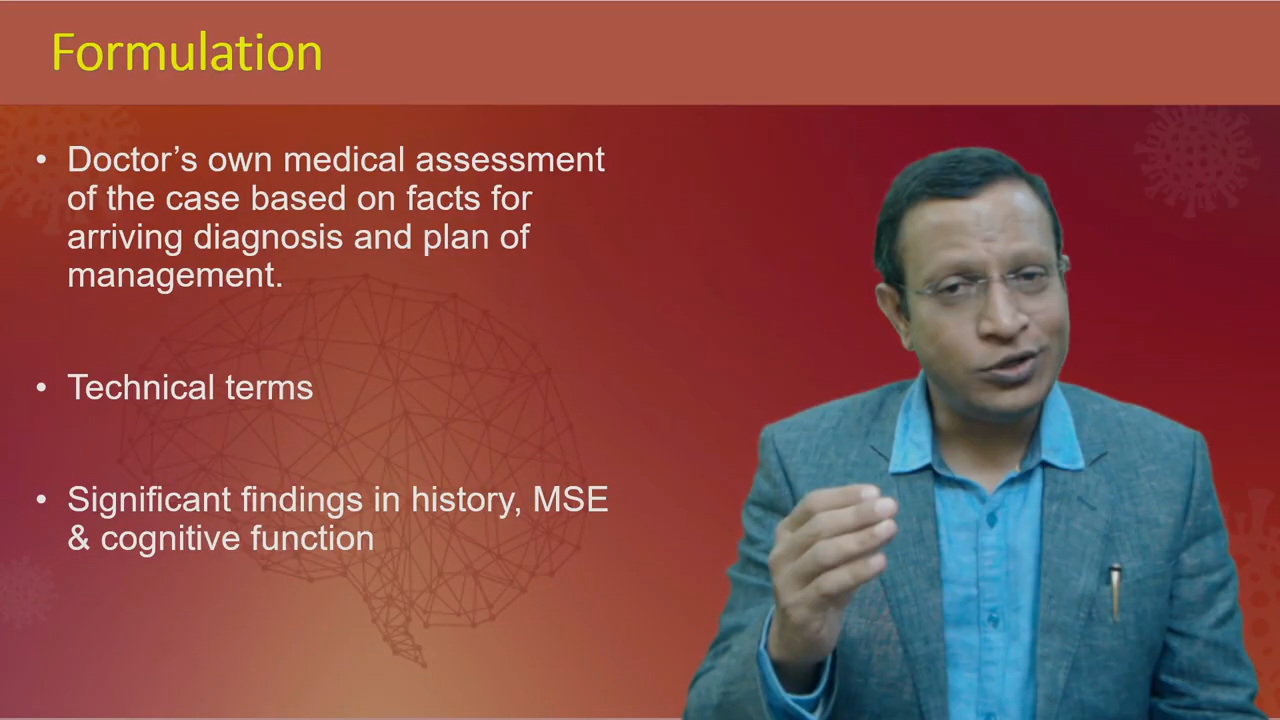 Formulation
• Doctor’s own medical assessment
of the case based on facts for
arriving diagnosis and plan of
management.
• Technical terms
• Significant findings in history, MSE
& cognitive function